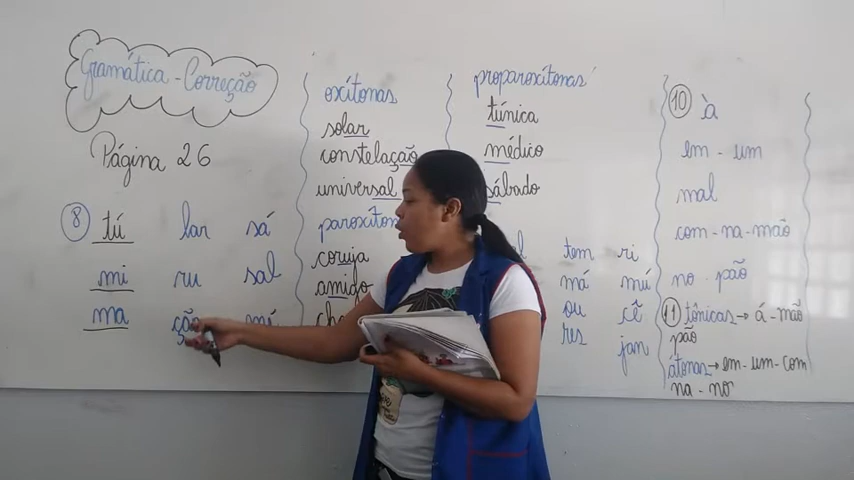 Gramática - Correção
Página 26
8 tú lar sá
mi ru sal
ma ção
oxítonas
solar
constelação
universal
paroxítonas
coruja
amigo
proparoxítonas
túnica
médico
sábado
tem ri
má mú
ou cê
res jan
10 à
em - um
mal
com - na - mão
no pão
11 tônicas → á - mão
pão
átonas → em - um - com
na - no